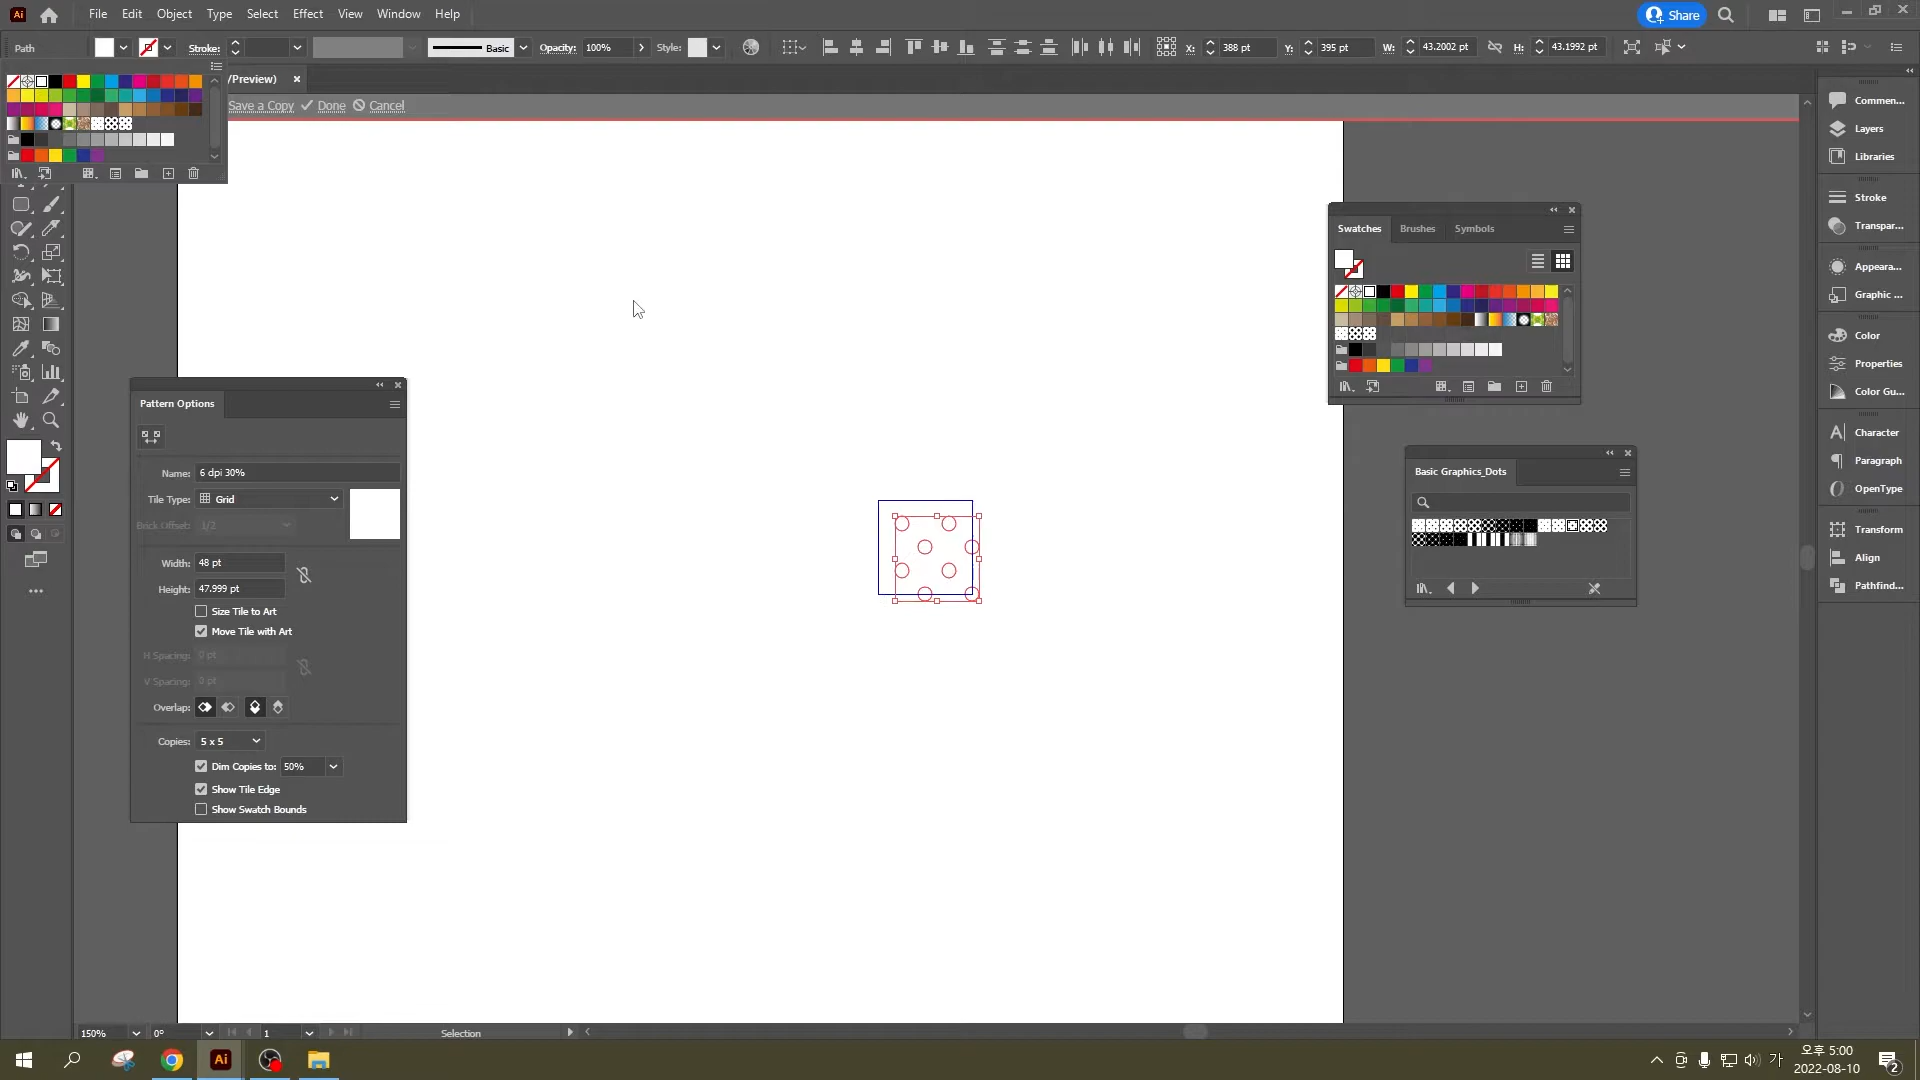 Ai File Edit Object Type Select Effect View Window Help Share
Path Stroke: Basic Opacity: 100% Style: X: 388 pt Y: 395 pt W: 43.2002 pt H: 43.1992 pt
/Preview)
Save a Copy Done Cancel
Commen...
Layers
Libraries
Stroke
Transpar...
Appeara...
Graphic ...
Color
Properties
Color Gu...
Character
Paragraph
OpenType
Transform
Align
Pathfind...
Swatches Brushes Symbols
Basic Graphics_Dots
Pattern Options
Name: 6 dpi 30%
Tile Type: Grid
Brick Offset: 1/2
Width: 48 pt
Height: 47.999 pt
Size Tile to Art
Move Tile with Art
H Spacing: 0 pt
V Spacing: 0 pt
Overlap:
Copies: 5 x 5
Dim Copies to: 50%
Show Tile Edge
Show Swatch Bounds
150% 0° 1 Selection
Ai 가 오후 5:00
2022-08-10 2